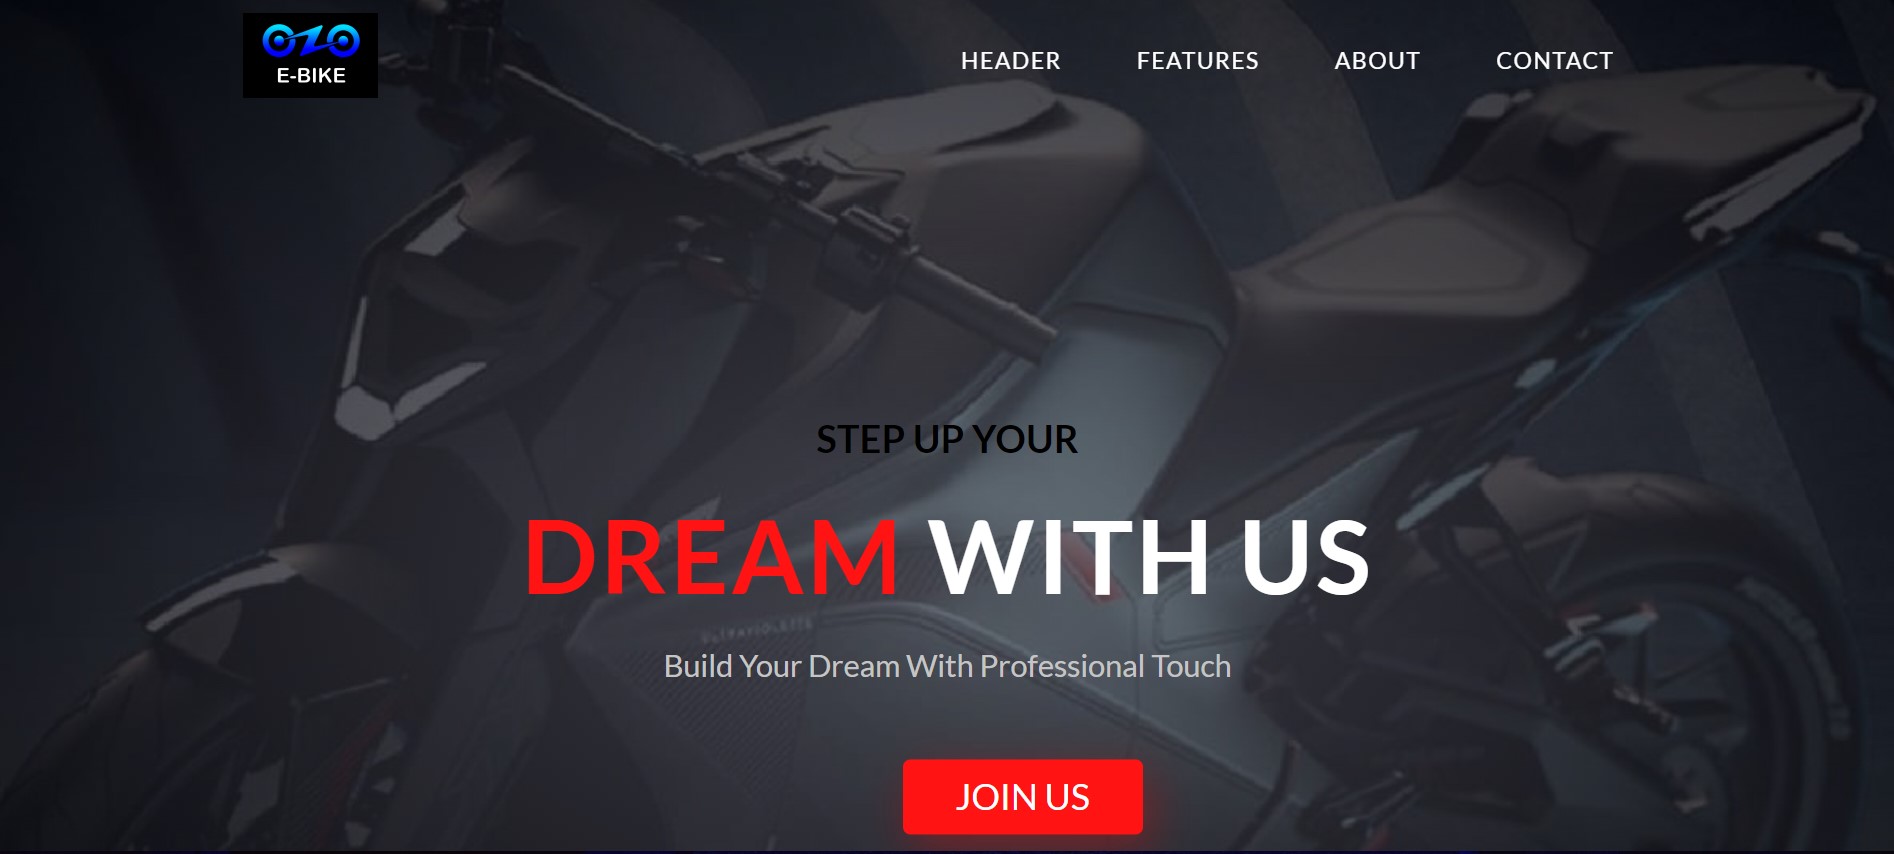 OZO
E-BIKE
HEADER FEATURES ABOUT CONTACT
STEP UP YOUR
DREAM WITH US
ULTRAVIOLETTE
Build Your Dream With Professional Touch
JOIN US